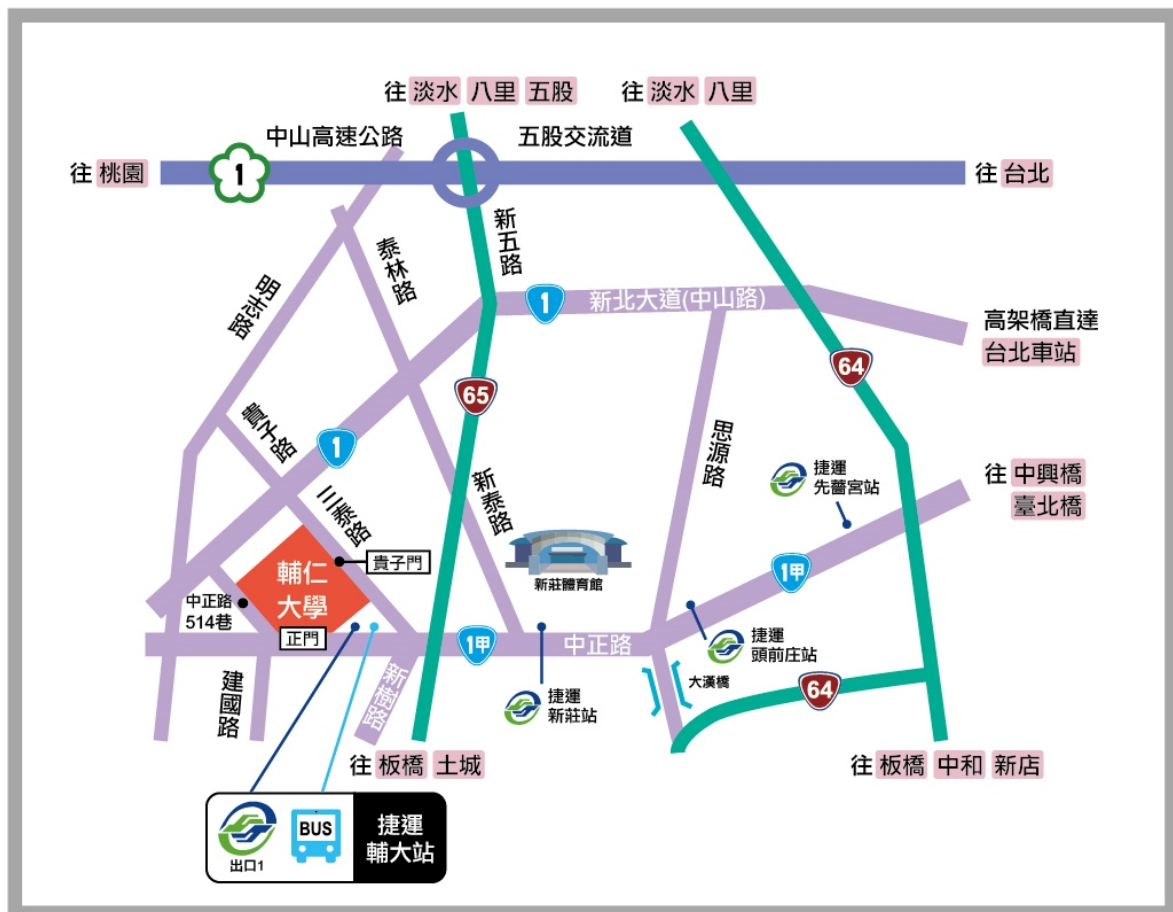 往 淡水 八里 五股
往 淡水 八里
中山高速公路
五股交流道
往 桃園
1
往 台北
新五路
泰林路
明志路
1
新北大道(中山路)
高架橋直達
台北車站
64
65
貴子路
1
思源路
新泰路
三泰路
捷運
先嗇宮站
往 中興橋
臺北橋
新莊體育館
貴子門
輔仁
大學
1甲
中正路
514巷
正門
1甲
中正路
捷運
頭前庄站
建國路
新樹路
大漢橋
捷運
新莊站
64
往 板橋 土城
往 板橋 中和 新店
BUS
出口1
捷運
輔大站